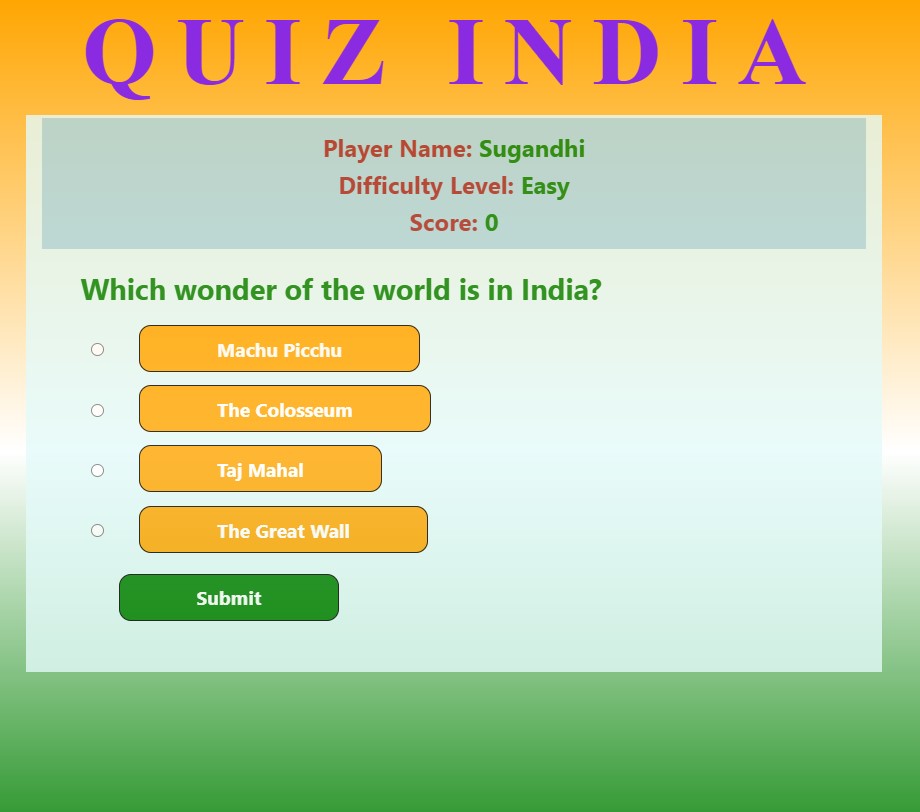 QUIZ INDIA
Player Name: Sugandhi
Difficulty Level: Easy
Score: 0
Which wonder of the world is in India?
Machu Picchu
The Colosseum
Taj Mahal
The Great Wall
Submit